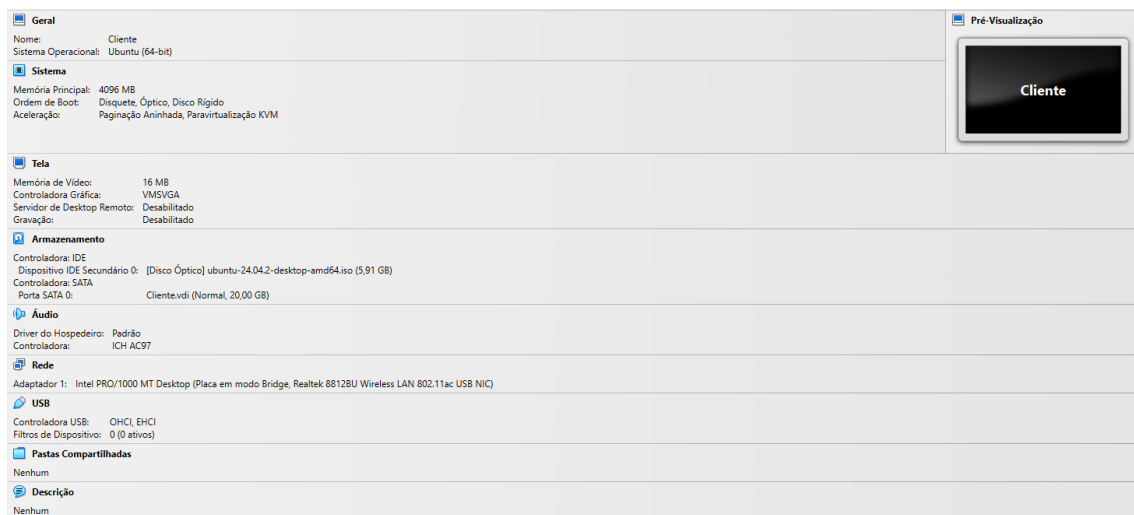 Geral
Nome: Cliente
Sistema Operacional: Ubuntu (64-bit)
Pré-Visualização
Cliente
Sistema
Memória Principal: 4096 MB
Ordem de Boot: Disquete, Óptico, Disco Rígido
Aceleração: Paginação Aninhada, Paravirtualização KVM
Tela
Memória de Vídeo: 16 MB
Controladora Gráfica: VMSVGA
Servidor de Desktop Remoto: Desabilitado
Gravação: Desabilitado
Armazenamento
Controladora: IDE
Dispositivo IDE Secundário 0: [Disco Óptico] ubuntu-24.04.2-desktop-amd64.iso (5,91 GB)
Controladora: SATA
Porta SATA 0: Cliente.vdi (Normal, 20,00 GB)
Áudio
Driver do Hospedeiro: Padrão
Controladora: ICH AC97
Rede
Adaptador 1: Intel PRO/1000 MT Desktop (Placa em modo Bridge, Realtek 8812BU Wireless LAN 802.11ac USB NIC)
USB
Controladora USB: OHCI, EHCI
Filtros de Dispositivo: 0 (0 ativos)
Pastas Compartilhadas
Nenhum
Descrição
Nenhum